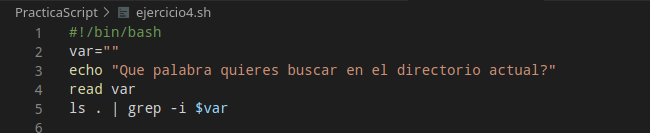 PracticaScript > ejercicio4.sh
1 #!/bin/bash
2 var=""
3 echo "Que palabra quieres buscar en el directorio actual?"
4 read var
5 ls . | grep -i $var
6